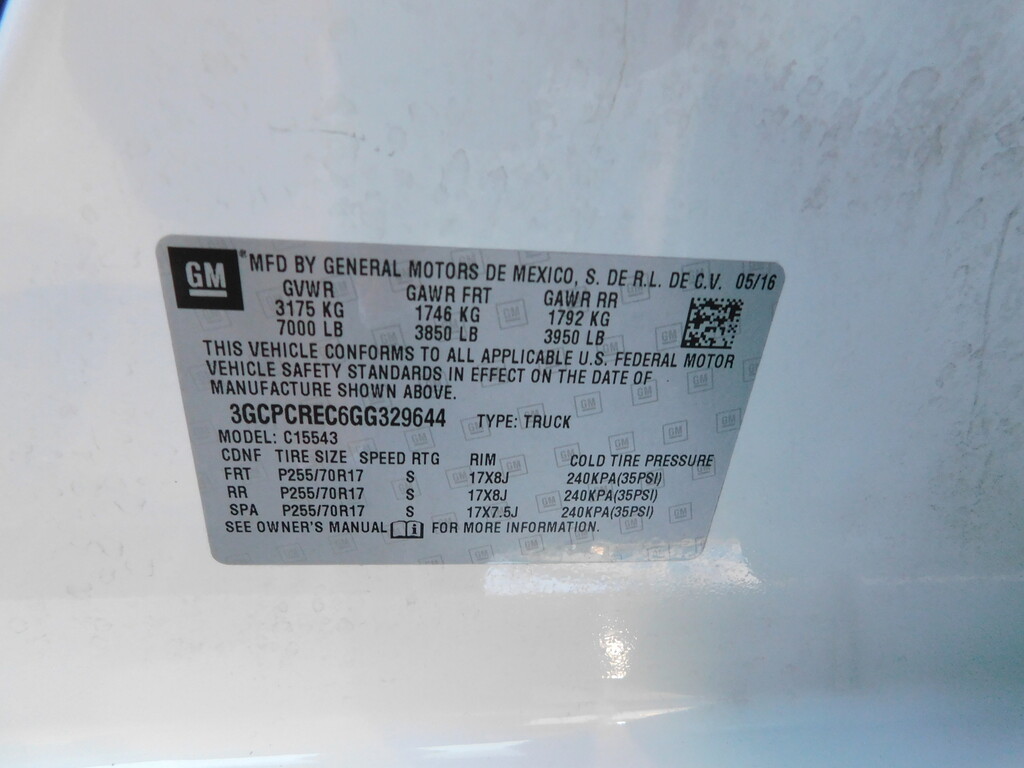 GM
MFD BY GENERAL MOTORS DE MEXICO, S. DE R.L. DE C.V. 05/16
GVWR GAWR FRT GAWR RR
3175 KG 1746 KG 1792 KG
7000 LB 3850 LB 3950 LB
THIS VEHICLE CONFORMS TO ALL APPLICABLE U.S. FEDERAL MOTOR
VEHICLE SAFETY STANDARDS IN EFFECT ON THE DATE OF
MANUFACTURE SHOWN ABOVE.
3GCPCREC6GG329644 TYPE: TRUCK
MODEL: C15543
CDNF TIRE SIZE SPEED RTG RIM COLD TIRE PRESSURE
FRT P255/70R17 S 17X8J 240KPA(35PSI)
RR P255/70R17 S 17X8J 240KPA(35PSI)
SPA P255/70R17 S 17X7.5J 240KPA(35PSI)
SEE OWNER'S MANUAL FOR MORE INFORMATION.